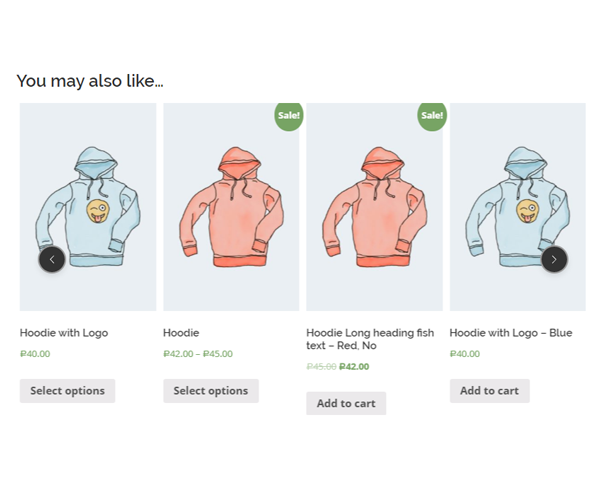 You may also like...
Sale!
Sale!
Hoodie with Logo
Hoodie
Hoodie Long heading fish
text – Red, No
Hoodie with Logo – Blue
₽40.00
₽42.00 – ₽45.00
₽45.00 ₽42.00
₽40.00
Select options
Select options
Add to cart
Add to cart